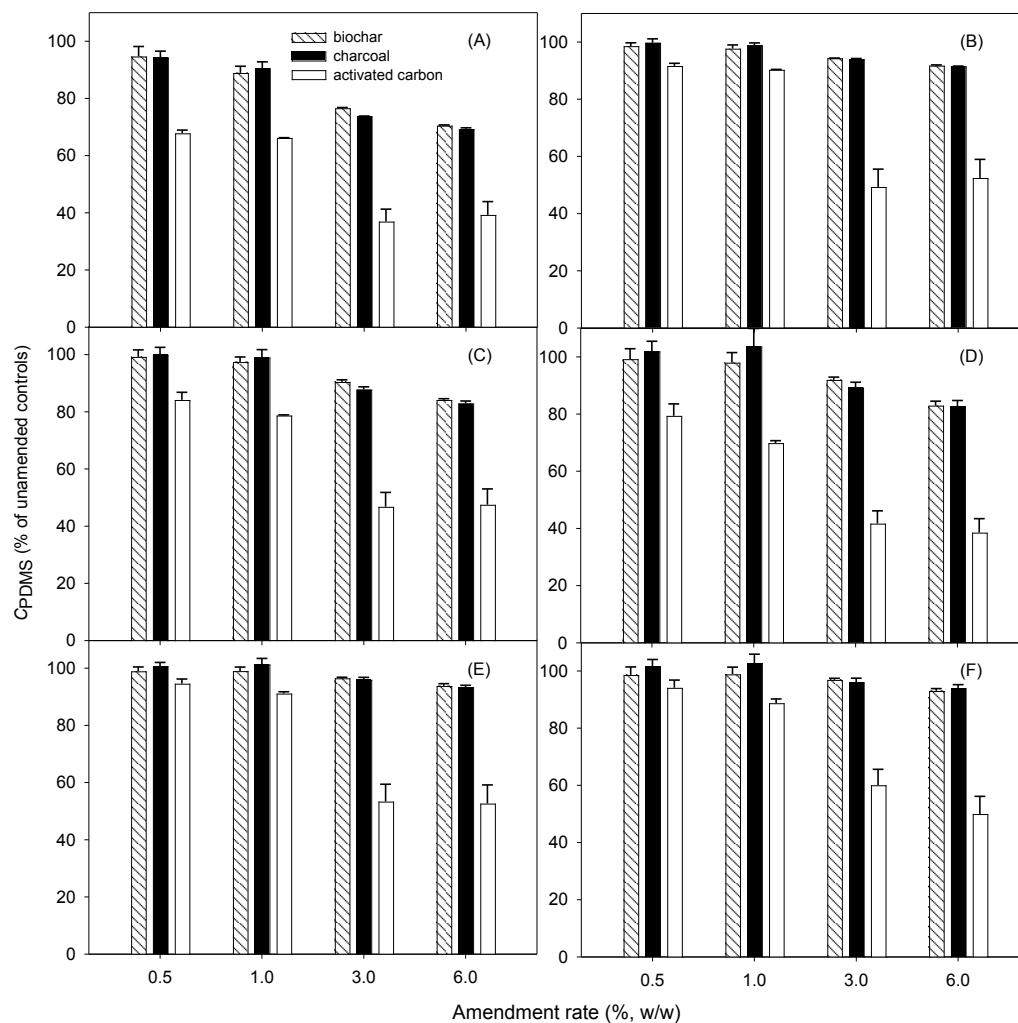 (A)
biochar
charcoal
activated carbon
100
80
60
40
20
0
(B)
100
80
60
40
20
0
(C)
100
80
60
40
20
0
(D)
100
80
60
40
20
0
(E)
100
80
60
40
20
0
(F)
100
80
60
40
20
0
CPDMS (% of unamended controls)
0.5 1.0 3.0 6.0
0.5 1.0 3.0 6.0
Amendment rate (%, w/w)